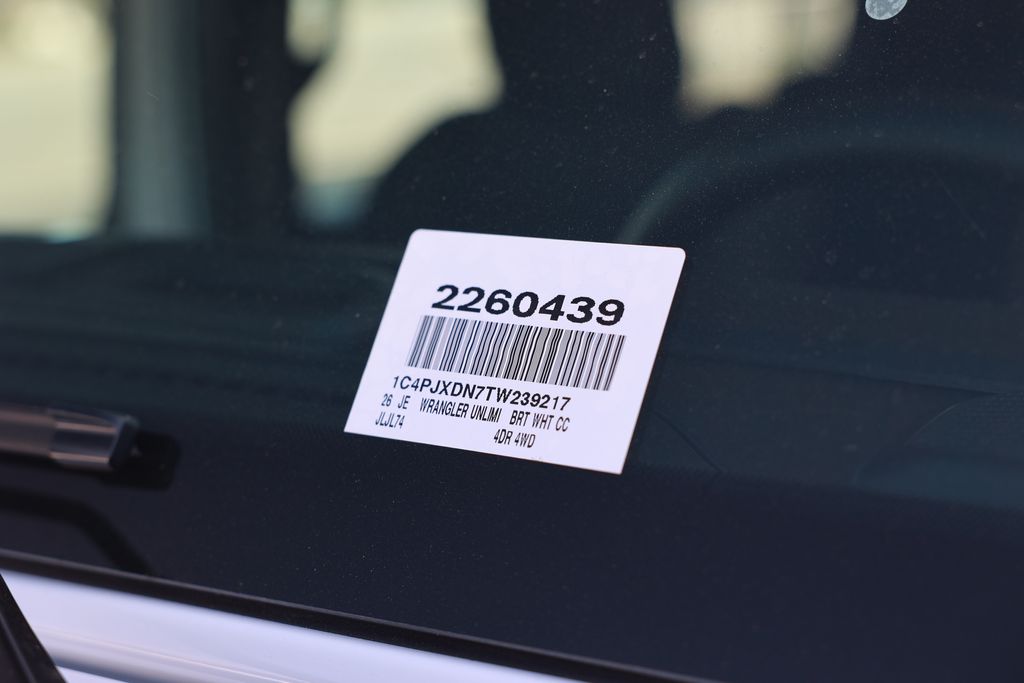 2260439
1C4PJXDN7TW239217
26 JE WRANGLER UNLIMI BRT WHT CC
JLJL74 4DR 4WD